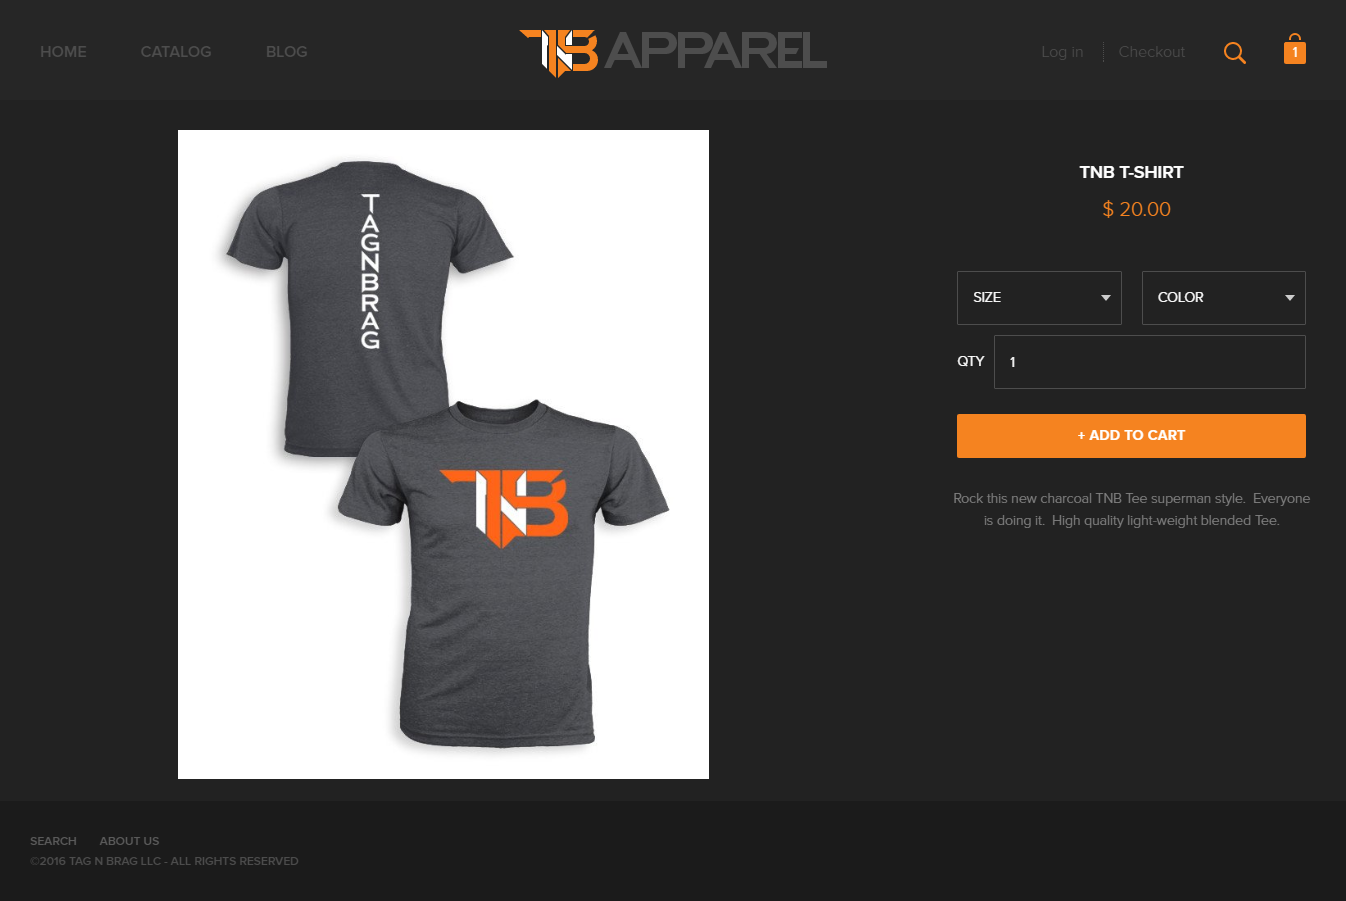 HOME CATALOG BLOG
TNB APPAREL
Log in Checkout
1
TAGNBRAG
TNB
TNB T-SHIRT
$ 20.00
SIZE COLOR
QTY 1
+ ADD TO CART
Rock this new charcoal TNB Tee superman style. Everyone
is doing it. High quality light-weight blended Tee.
SEARCH ABOUT US
©2016 TAG N BRAG LLC - ALL RIGHTS RESERVED